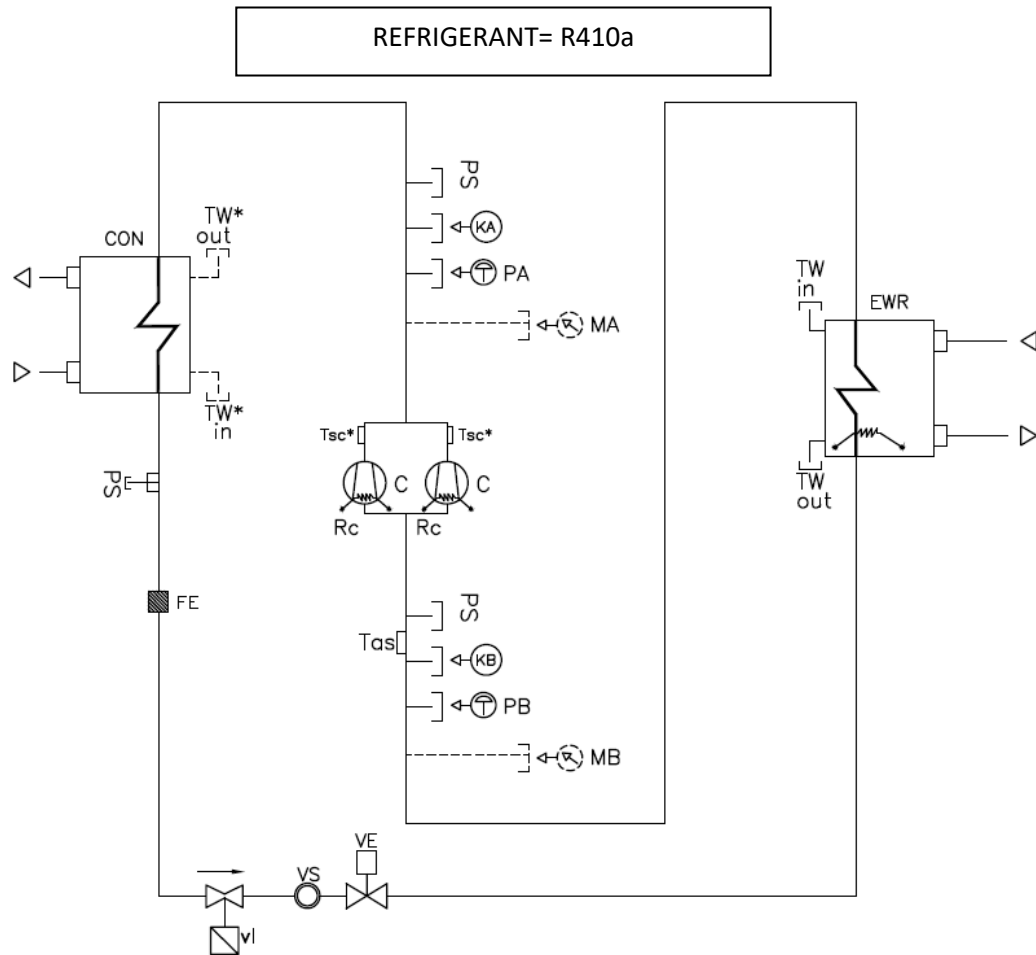 REFRIGERANT= R410a
PS
KA
PA
MA
CON
TW*
out
TW*
in
TW
in
EWR
TW
out
Tsc*
Tsc*
C
C
Rc
Rc
PS
FE
PS
Tas
KB
PB
MB
VE
VS
vl